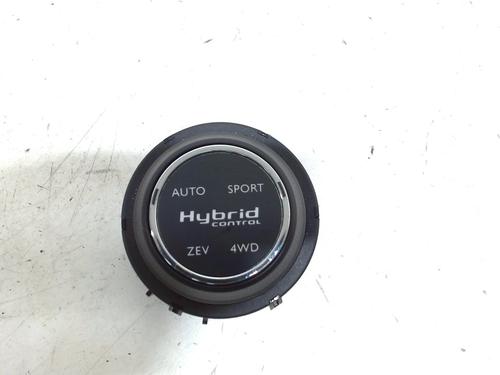 AUTO SPORT
Hybrid
CONTROL
ZEV 4WD